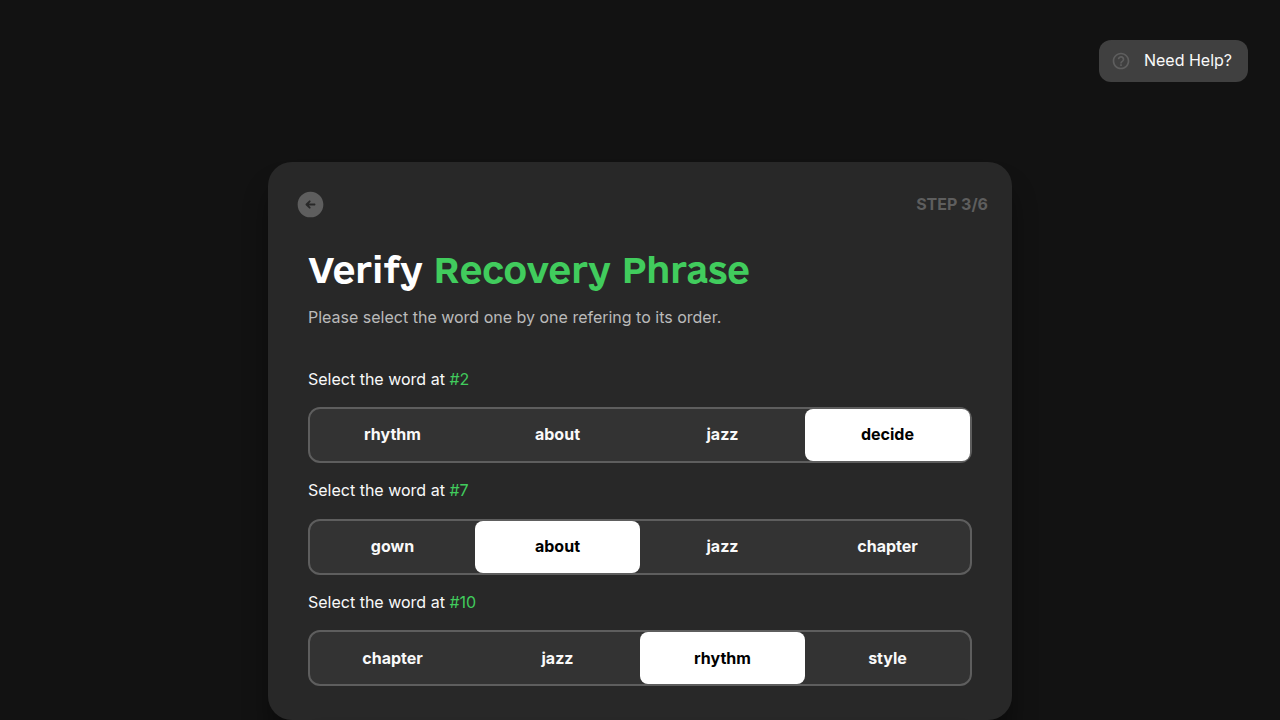 Need Help?
STEP 3/6
Verify Recovery Phrase
Please select the word one by one refering to its order.
Select the word at #2
rhythm about jazz decide
Select the word at #7
gown about jazz chapter
Select the word at #10
chapter jazz rhythm style